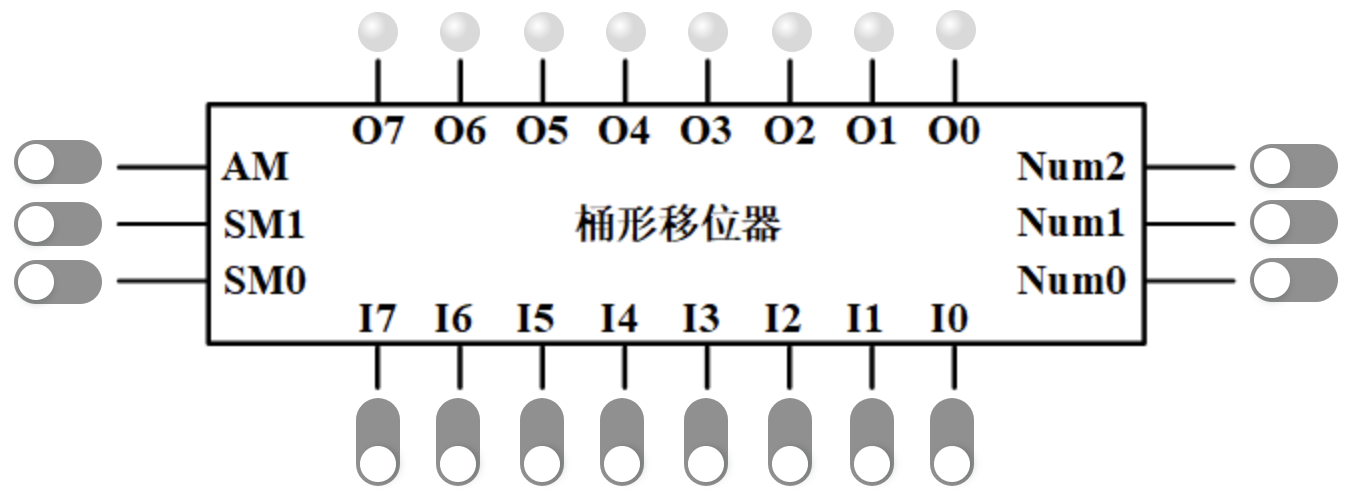 O7 O6 O5 O4 O3 O2 O1 O0
AM Num2
SM1 桶形移位器 Num1
SM0 Num0
I7 I6 I5 I4 I3 I2 I1 I0